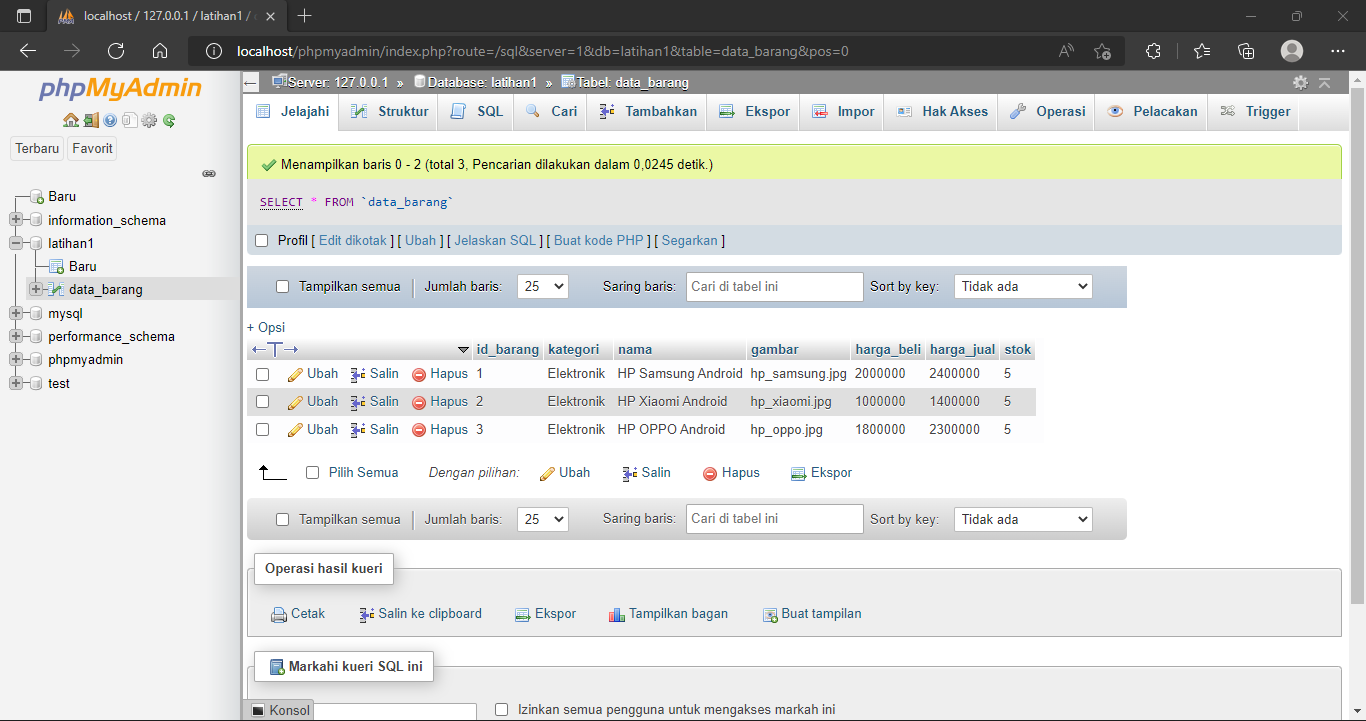 localhost / 127.0.0.1 / latihan1 /
localhost/phpmyadmin/index.php?route=/sql&server=1&db=latihan1&table=data_barang&pos=0
phpMyAdmin
Terbaru Favorit
Baru
information_schema
latihan1
Baru
data_barang
mysql
performance_schema
phpmyadmin
test
Server: 127.0.0.1 » Database: latihan1 » Tabel: data_barang
Jelajahi Struktur SQL Cari Tambahkan Ekspor Impor Hak Akses Operasi Pelacakan Trigger
Menampilkan baris 0 - 2 (total 3, Pencarian dilakukan dalam 0,0245 detik.)
SELECT * FROM `data_barang`
Profil [ Edit dikotak ] [ Ubah ] [ Jelaskan SQL ] [ Buat kode PHP ] [ Segarkan ]
Tampilkan semua Jumlah baris: 25 Saring baris: Cari di tabel ini Sort by key: Tidak ada
+ Opsi
id_barang kategori nama gambar harga_beli harga_jual stok
Ubah Salin Hapus 1 Elektronik HP Samsung Android hp_samsung.jpg 2000000 2400000 5
Ubah Salin Hapus 2 Elektronik HP Xiaomi Android hp_xiaomi.jpg 1000000 1400000 5
Ubah Salin Hapus 3 Elektronik HP OPPO Android hp_oppo.jpg 1800000 2300000 5
Pilih Semua Dengan pilihan: Ubah Salin Hapus Ekspor
Tampilkan semua Jumlah baris: 25 Saring baris: Cari di tabel ini Sort by key: Tidak ada
Operasi hasil kueri
Cetak Salin ke clipboard Ekspor Tampilkan bagan Buat tampilan
Markahi kueri SQL ini
Konsol Izinkan semua pengguna untuk mengakses markah ini